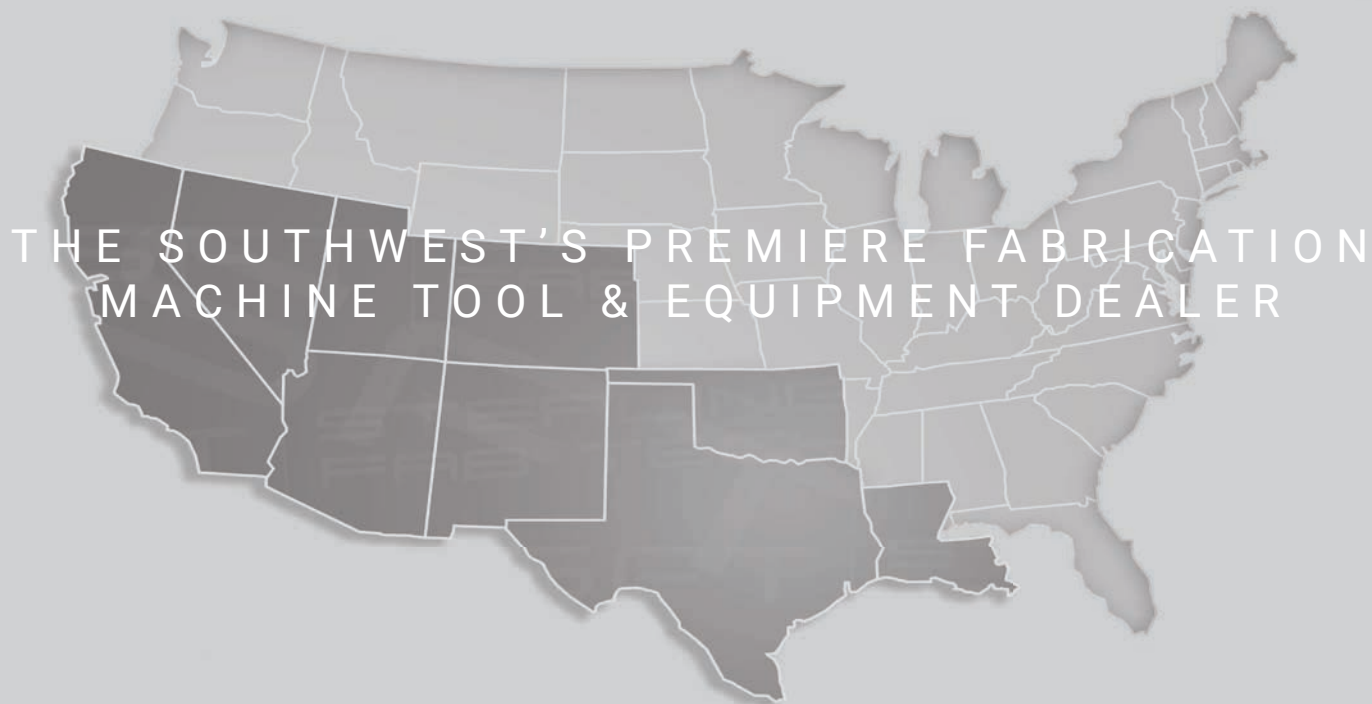 THE SOUTHWEST’S PREMIERE FABRICATION
MACHINE TOOL & EQUIPMENT DEALER